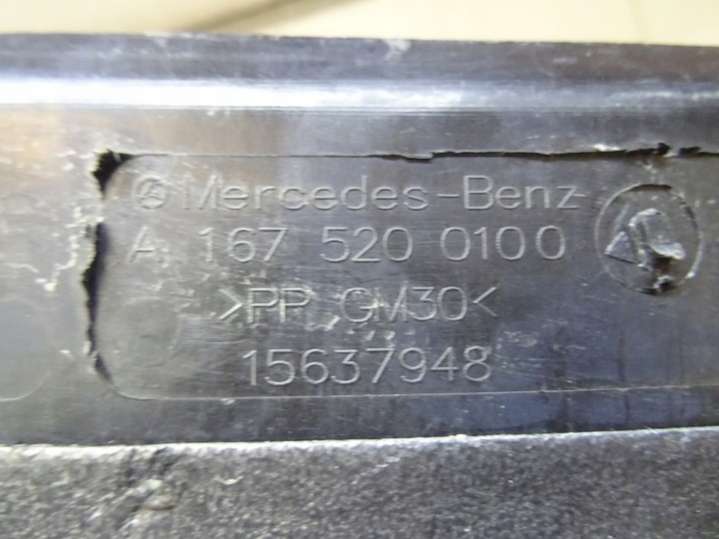 Mercedes-Benz
A 167 520 0100
>PP GM30<
15637948